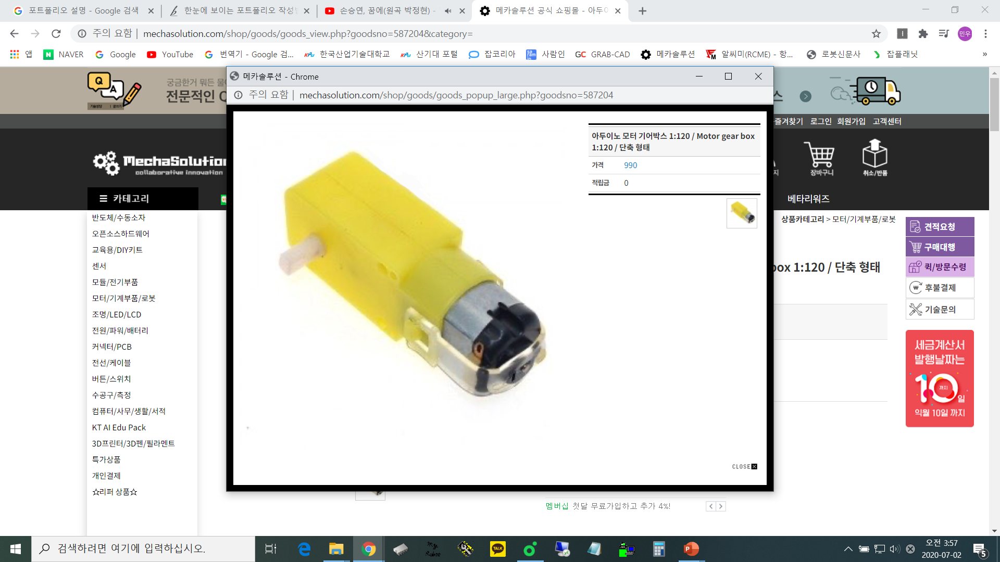 포트폴리오 설명 - Google 검색
한눈에 보이는 포트폴리오 작성
손승연, 꿈에(원곡 박정현) -
메카솔루션 공식 쇼핑몰 - 아두이
주의 요함 | mechasolution.com/shop/goods/goods_view.php?goodsno=587204&category=
민우
앱
NAVER
Google
YouTube
번역기 - Google 검...
한국산업기술대학교
산기대 포털
잡코리아
사람인
GC GRAB-CAD
메카솔루션
알씨미(RCME) - 항...
로봇신문사
잡플래닛
»
Q
A
궁금한거 뭐든 물
전문적인 Q
메카솔루션 - Chrome
주의 요함 | mechasolution.com/shop/goods/goods_popup_large.php?goodsno=587204
스
즐겨찾기 로그인 회원가입 고객센터
MechaSolution
collaborative innovation
지
장바구니
취소/반품
카테고리
베타리워즈
아두이노 모터 기어박스 1:120 / Motor gear box
1:120 / 단축 형태
가격 990
적립금 0
CLOSE
상품카테고리 > 모터/기계부품/로봇
box 1:120 / 단축 형태
반도체/수동소자
오픈소스하드웨어
교육용/DIY키트
센서
모듈/전기부품
모터/기계부품/로봇
조명/LED/LCD
전원/파워/배터리
커넥터/PCB
전선/케이블
버튼/스위치
수공구/측정
컴퓨터/사무/생활/서적
KT AI Edu Pack
3D프린터/3D펜/필라멘트
특가상품
개인결제
☆리퍼 상품☆
견적요청
구매대행
퀵/방문수령
후불결제
기술문의
세금계산서
발행날짜는
10일
까지
익월 10일 까지
멤버십 첫달 무료가입하고 추가 4%!
검색하려면 여기에 입력하십시오.
My Robot
TALK
오전 3:57
2020-07-02
5